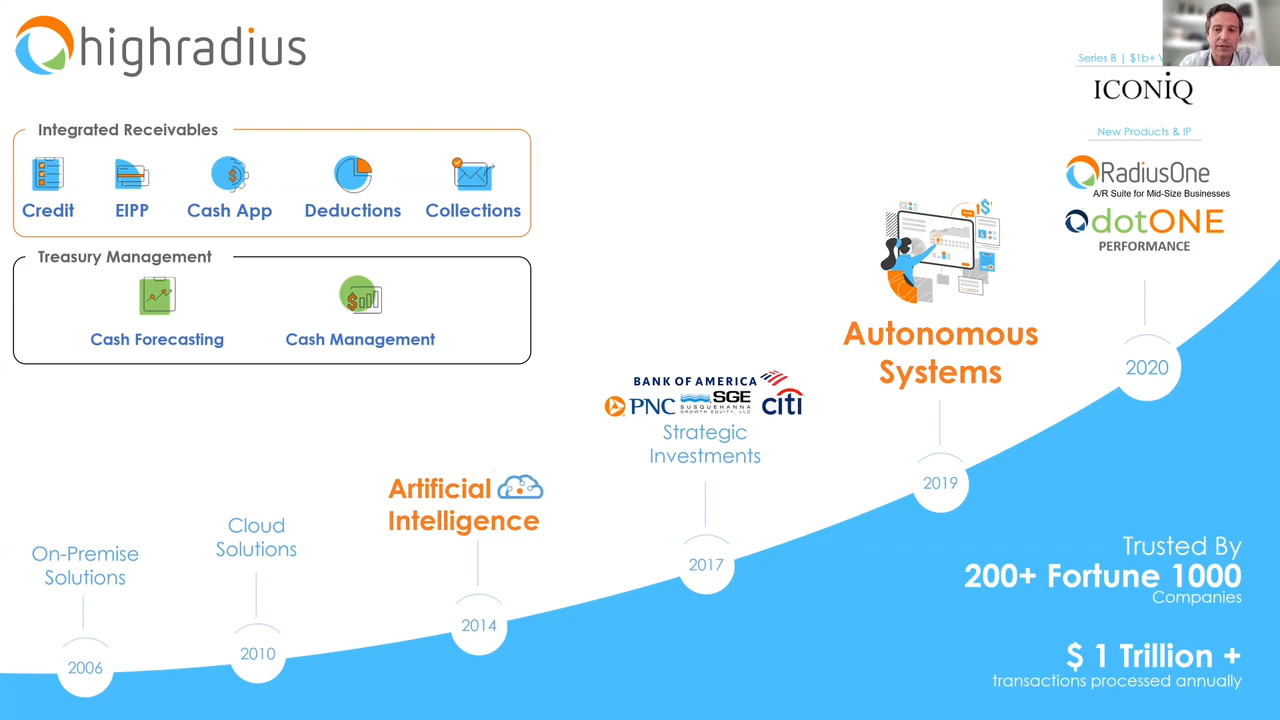 highradius
Integrated Receivables
Credit
EIPP
Cash App
Deductions
Collections
Treasury Management
Cash Forecasting
Cash Management
On-Premise
Solutions
2006
Cloud
Solutions
2010
Artificial
Intelligence
2014
BANK OF AMERICA
PNC
SGE
SUSQUEHANNA
GROWTH EQUITY, LLC
citi
Strategic
Investments
2017
Autonomous
Systems
2019
Series B | $1b+
ICONIQ
New Products & IP
RadiusOne
A/R Suite for Mid-Size Businesses
dotONE
PERFORMANCE
2020
Trusted By
200+ Fortune 1000
Companies
$ 1 Trillion +
transactions processed annually